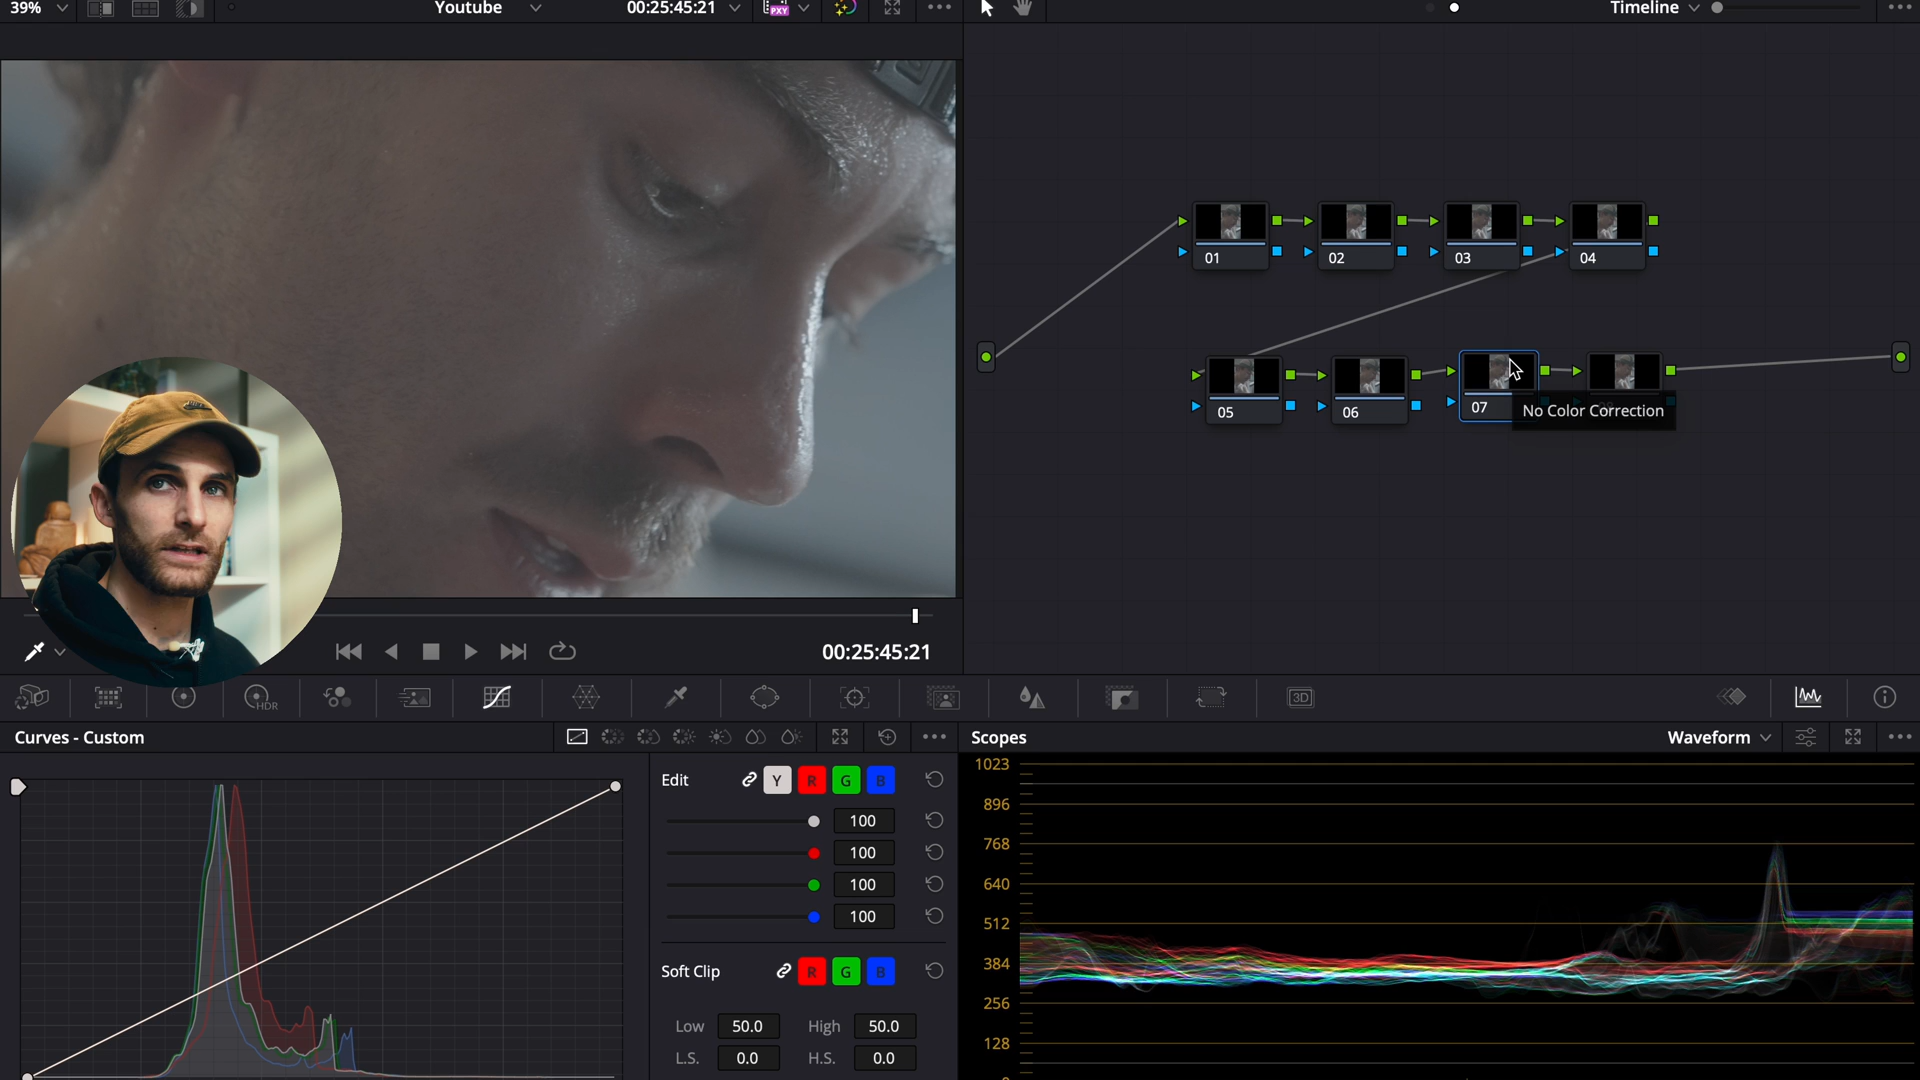 39%
Youtube
00:25:45:21
PXY
Timeline
01
02
03
04
05
06
07
No Color Correction
00:25:45:21
HDR
3D
Curves - Custom
Scopes
Waveform
Edit
Y
R
G
B
100
100
100
100
Soft Clip
R
G
B
Low
50.0
High
50.0
L.S.
0.0
H.S.
0.0
1023
896
768
640
512
384
256
128